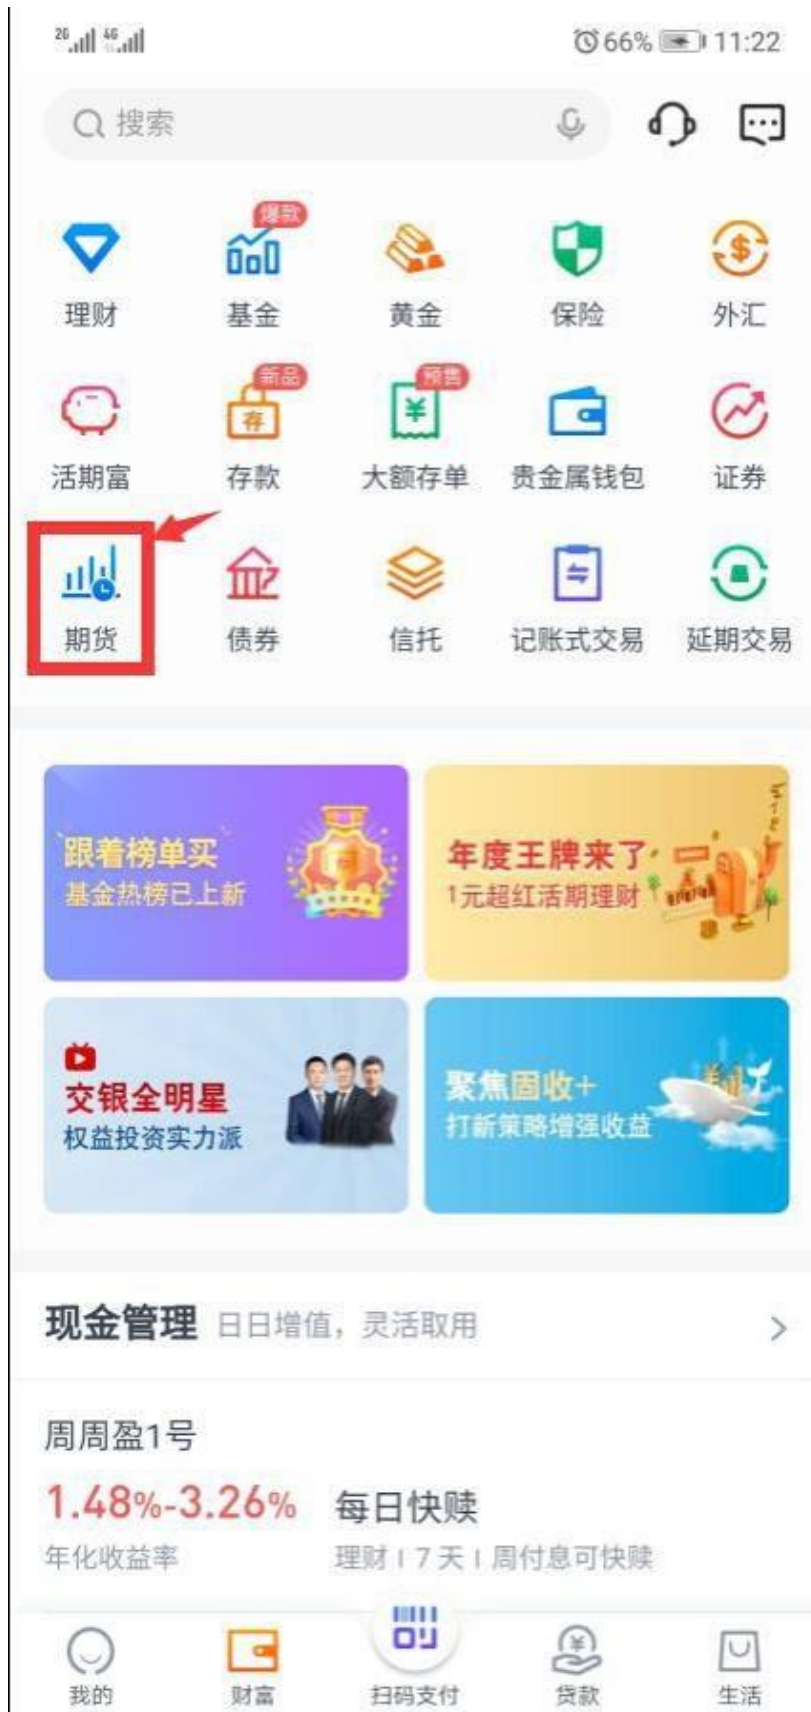 2G 4G 66% 11:22
搜索
爆款
理财 基金 黄金 保险 外汇
新品 预售
存 ¥
活期富 存款 大额存单 贵金属钱包 证券
期货 债券 信托 记账式交易 延期交易
跟着榜单买
基金热榜已上新
年度王牌来了
1元超红活期理财
交银全明星
权益投资实力派
聚焦固收+
打新策略增强收益
现金管理 日日增值，灵活取用
周周盈1号
1.48%-3.26% 每日快赎
年化收益率 理财 | 7天 | 周付息可快赎
我的 财富 扫码支付 贷款 生活